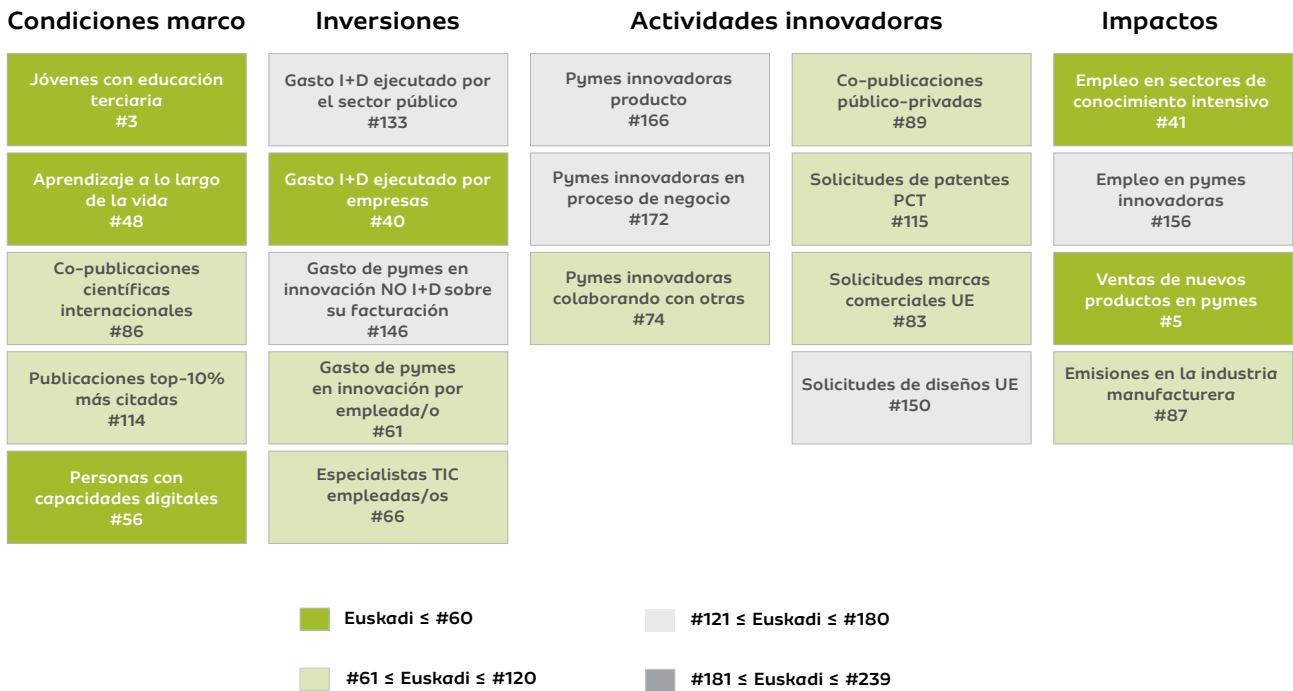 Condiciones marco
Jóvenes con educación
terciaria
#3
Aprendizaje a lo largo
de la vida
#48
Co-publicaciones
científicas
internacionales
#86
Publicaciones top-10%
más citadas
#114
Personas con
capacidades digitales
#56
Inversiones
Gasto I+D ejecutado por
el sector público
#133
Gasto I+D ejecutado por
empresas
#40
Gasto de pymes en
innovación NO I+D sobre
su facturación
#146
Gasto de pymes
en innovación por
empleada/o
#61
Especialistas TIC
empleadas/os
#66
Actividades innovadoras
Pymes innovadoras
producto
#166
Pymes innovadoras en
proceso de negocio
#172
Pymes innovadoras
colaborando con otras
#74
Co-publicaciones
público-privadas
#89
Solicitudes de patentes
PCT
#115
Solicitudes marcas
comerciales UE
#83
Solicitudes de diseños UE
#150
Impactos
Empleo en sectores de
conocimiento intensivo
#41
Empleo en pymes
innovadoras
#156
Ventas de nuevos
productos en pymes
#5
Emisiones en la industria
manufacturera
#87
Euskadi ≤ #60
#61 ≤ Euskadi ≤ #120
#121 ≤ Euskadi ≤ #180
#181 ≤ Euskadi ≤ #239